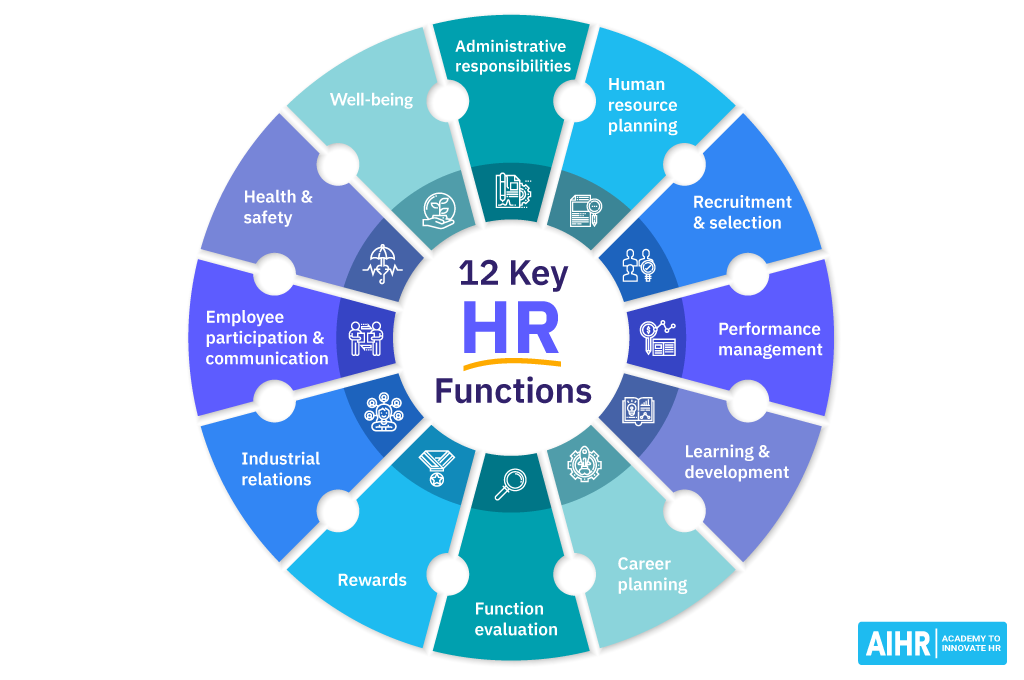 12 Key
HR
Functions
Administrative
responsibilities
Human
resource
planning
Recruitment
& selection
Performance
management
Learning &
development
Career
planning
Function
evaluation
Rewards
Industrial
relations
Employee
participation &
communication
Health &
safety
Well-being
AIHR
ACADEMY TO
INNOVATE HR